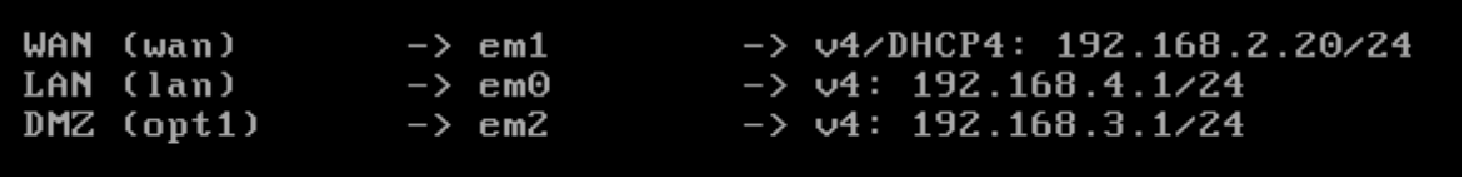 WAN (wan) -> em1 -> v4/DHCP4: 192.168.2.20/24
LAN (lan) -> em0 -> v4: 192.168.4.1/24
DMZ (opt1) -> em2 -> v4: 192.168.3.1/24